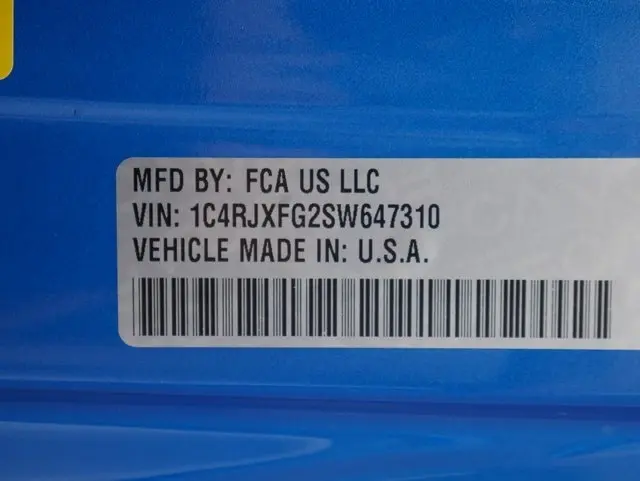 MFD BY: FCA US LLC
VIN: 1C4RJXFG2SW647310
VEHICLE MADE IN: U.S.A.